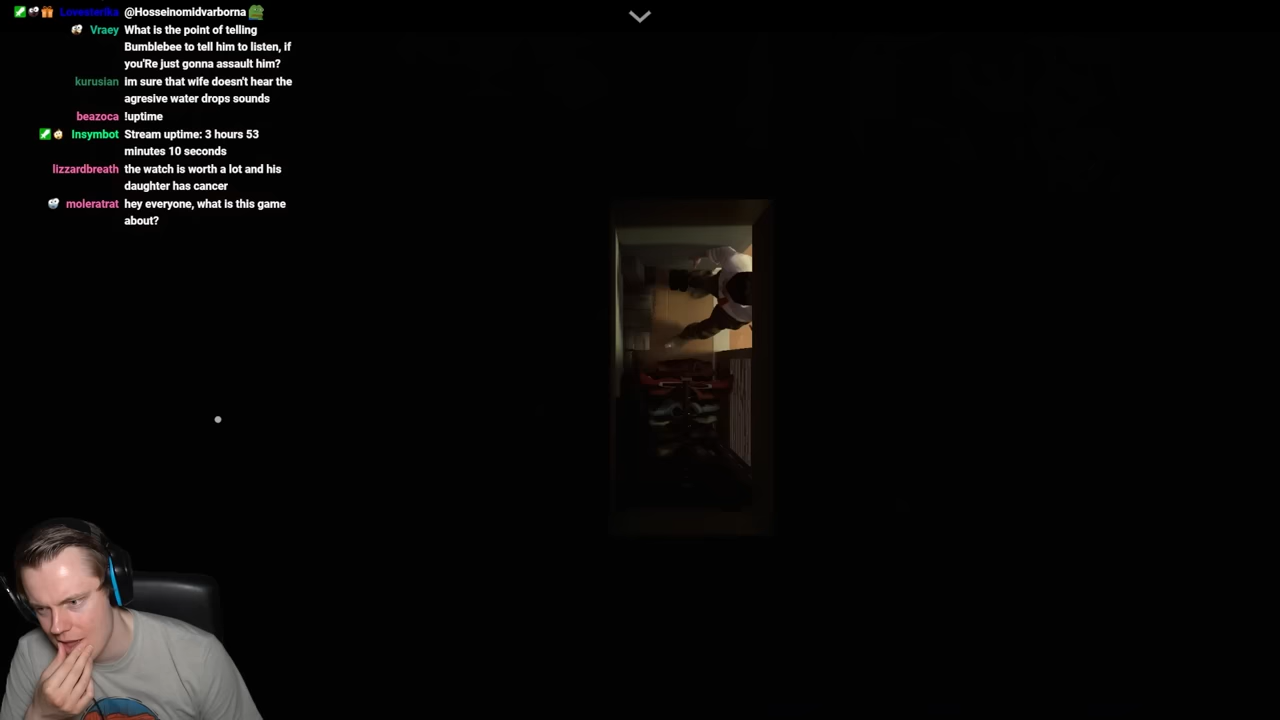 Lovesterika @Hosseinomidvarborna
Vraey What is the point of telling
Bumblebee to tell him to listen, if
you'Re just gonna assault him?
kurusian im sure that wife doesn't hear the
agresive water drops sounds
beazoca !uptime
Insymbot Stream uptime: 3 hours 53
minutes 10 seconds
lizzardbreath the watch is worth a lot and his
daughter has cancer
moleratrat hey everyone, what is this game
about?